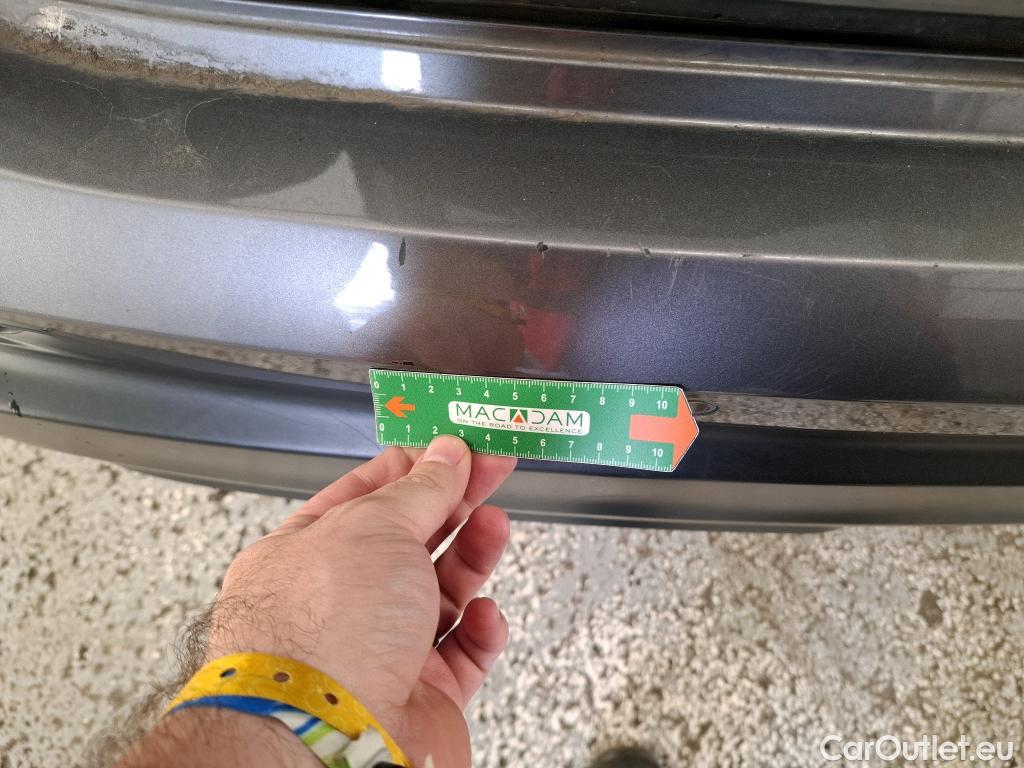 0 1 2 3 4 5 6 7 8 9 10
MACADAM
ON THE ROAD TO EXCELLENCE
0 1 2 3 4 5 6 7 8 9 10
CarOutlet.eu